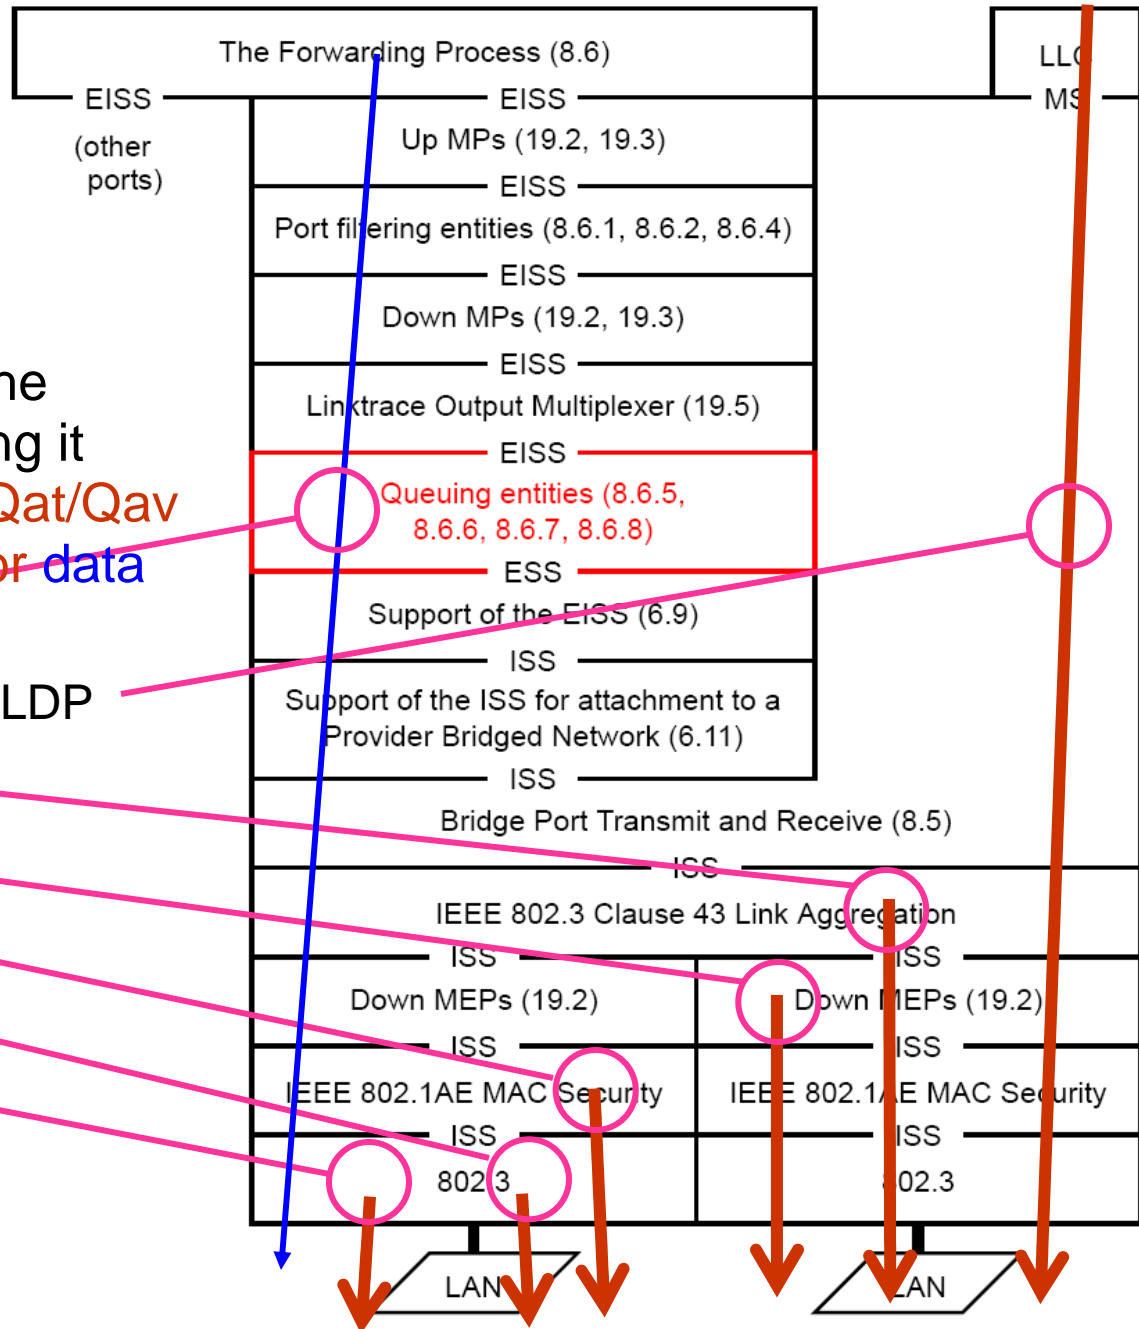 The Forwarding Process (8.6)
LLC
EISS
EISS
MS
(other
ports)
Up MPs (19.2, 19.3)
EISS
Port filtering entities (8.6.1, 8.6.2, 8.6.4)
EISS
Down MPs (19.2, 19.3)
EISS
ne
Linktrace Output Multiplexer (19.5)
ng it
EISS
Qat/Qav
Queuing entities (8.6.5,
8.6.6, 8.6.7, 8.6.8)
or data
ESS
Support of the EISS (6.9)
ISS
LDP
Support of the ISS for attachment to a
Provider Bridged Network (6.11)
ISS
Bridge Port Transmit and Receive (8.5)
ISS
IEEE 802.3 Clause 43 Link Aggregation
ISS
ISS
Down MEPs (19.2)
Down MEPs (19.2)
ISS
ISS
IEEE 802.1AE MAC Security
IEEE 802.1AE MAC Security
ISS
ISS
802.3
802.3
LAN
LAN